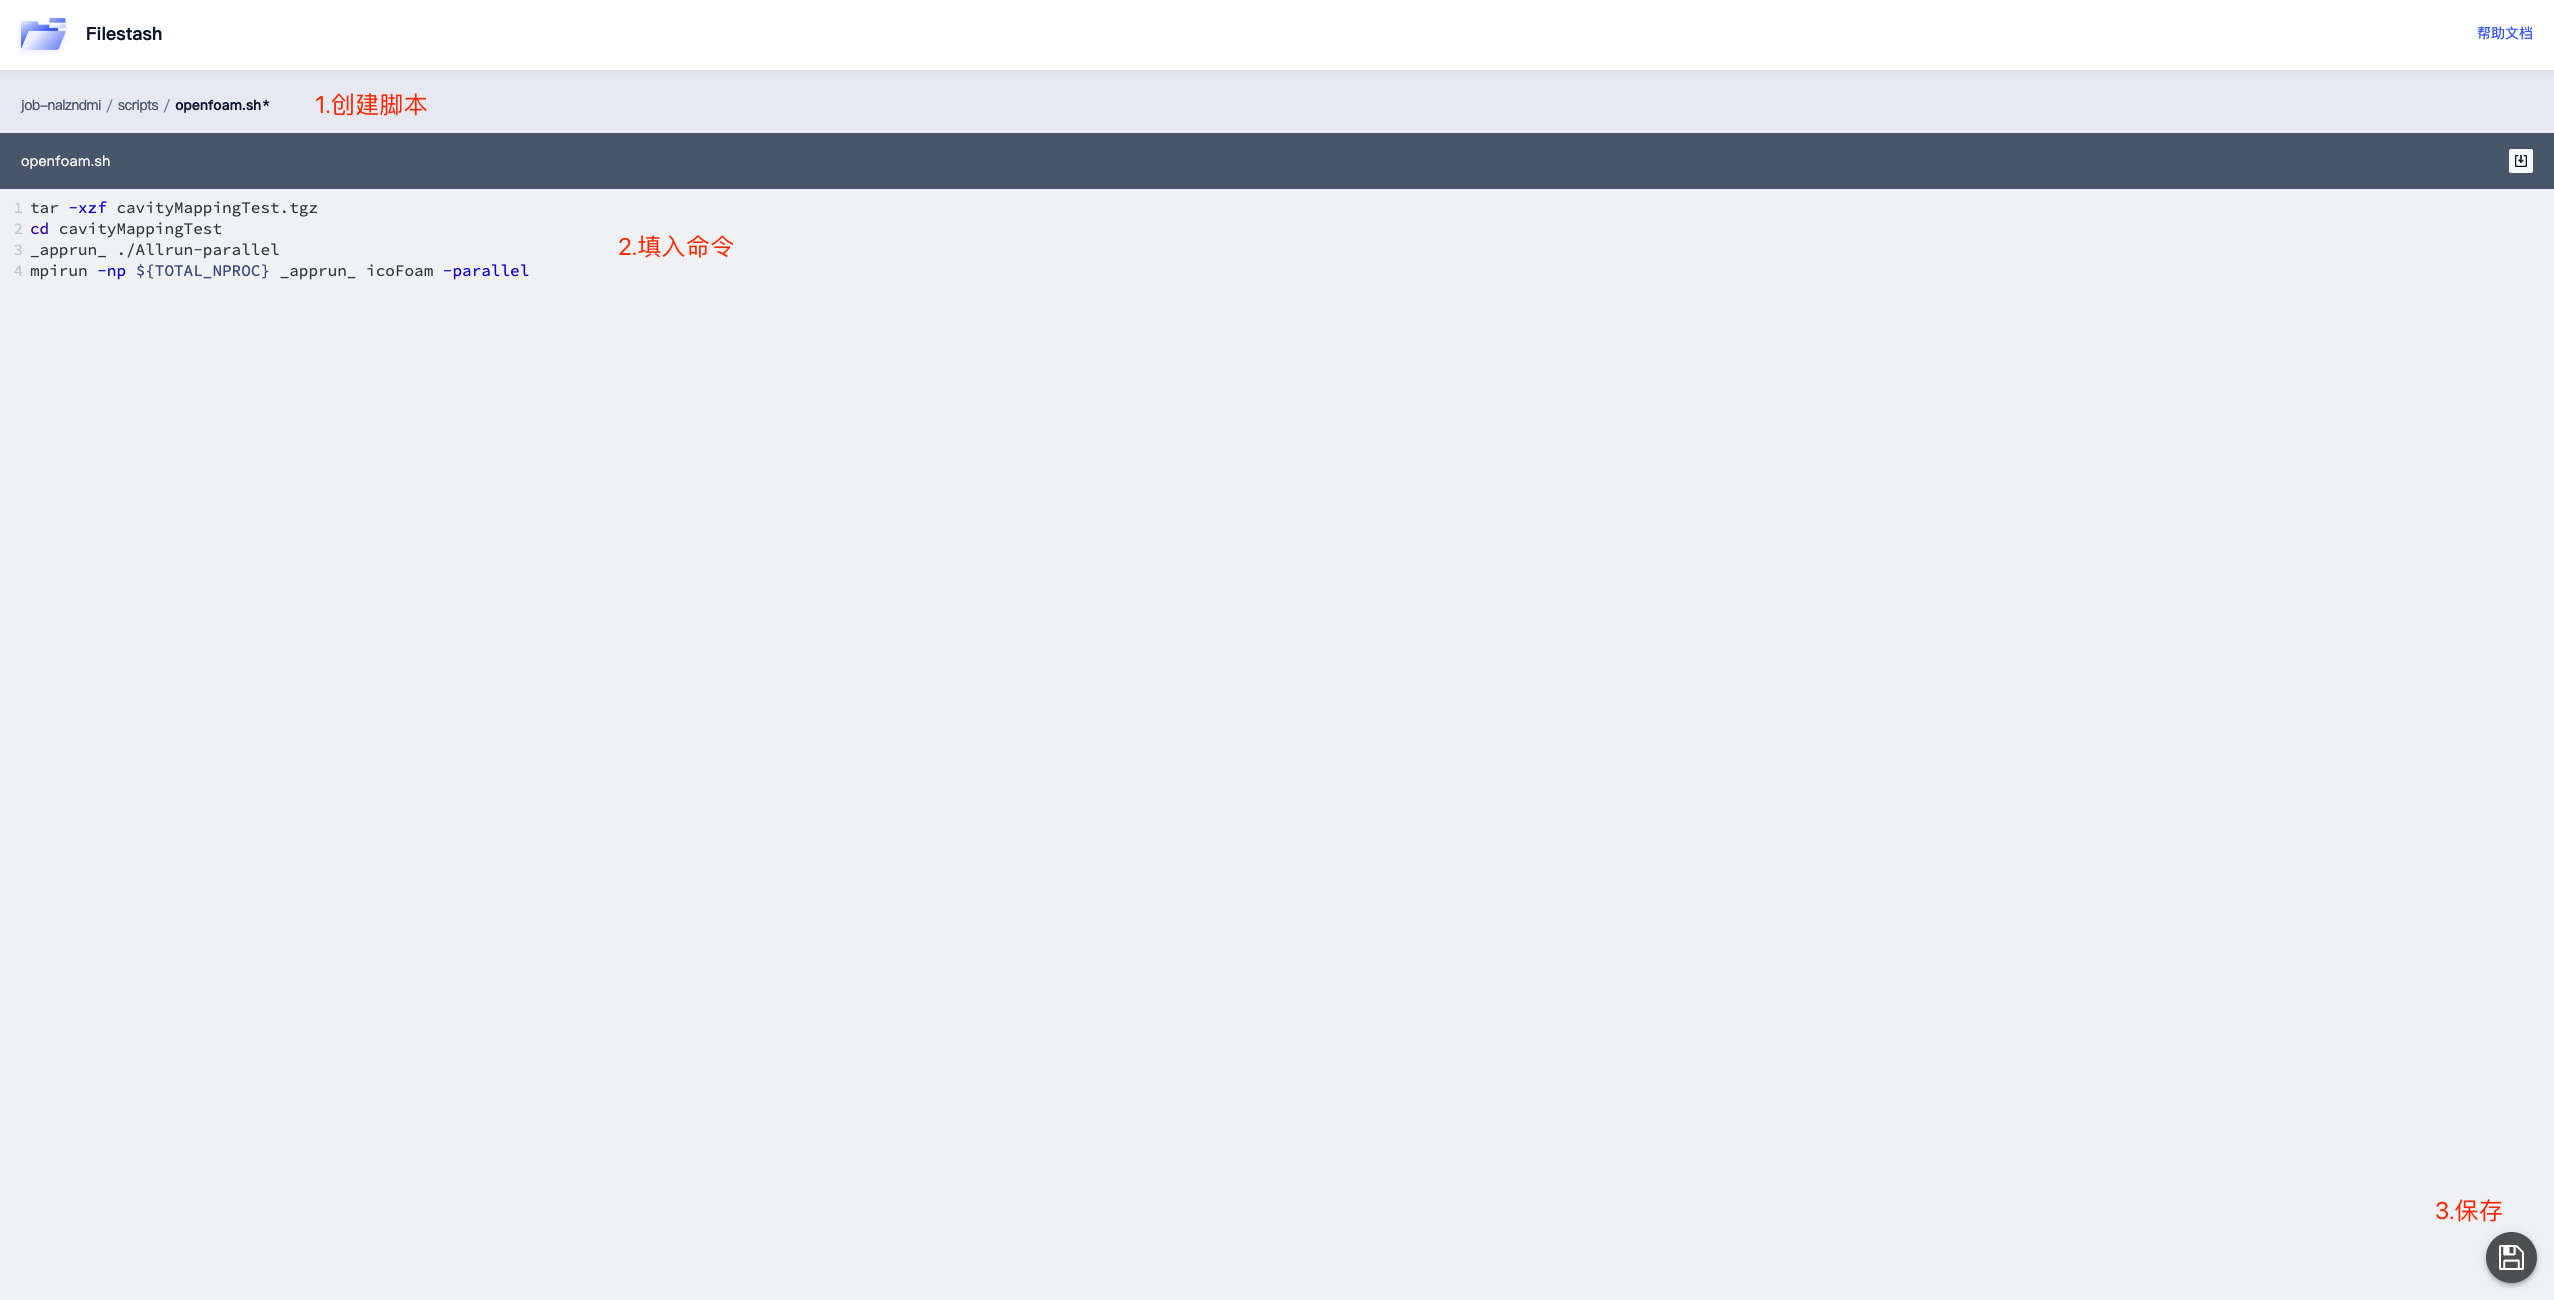 Filestash
帮助文档
job-nalzndmi / scripts / openfoam.sh*
1.创建脚本
openfoam.sh
1 tar -xzf cavityMappingTest.tgz
2 cd cavityMappingTest
3 _apprun_ ./Allrun-parallel
4 mpirun -np ${TOTAL_NPROC} _apprun_ icoFoam -parallel
2.填入命令
3.保存